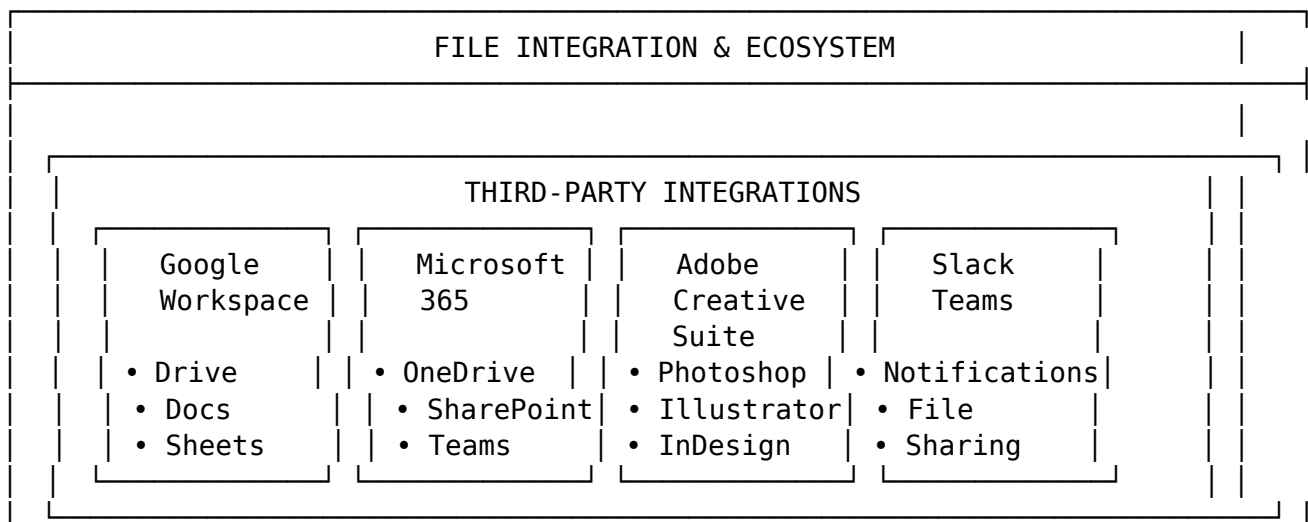 FILE INTEGRATION & ECOSYSTEM
THIRD-PARTY INTEGRATIONS
Google Workspace
• Drive
• Docs
• Sheets
Microsoft 365
• OneDrive
• SharePoint
• Teams
Adobe Creative Suite
• Photoshop
• Illustrator
• InDesign
Slack Teams
• Notifications
• File
• Sharing